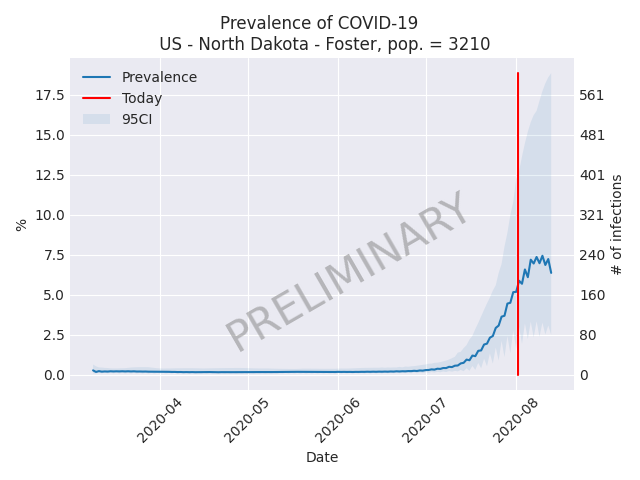 Prevalence of COVID-19
US - North Dakota - Foster, pop. = 3210
Prevalence
Today
95CI
17.5
15.0
12.5
10.0
7.5
5.0
2.5
0.0
%
561
481
401
321
240
160
80
0
# of infections
PRELIMINARY
2020-04
2020-05
2020-06
2020-07
2020-08
Date